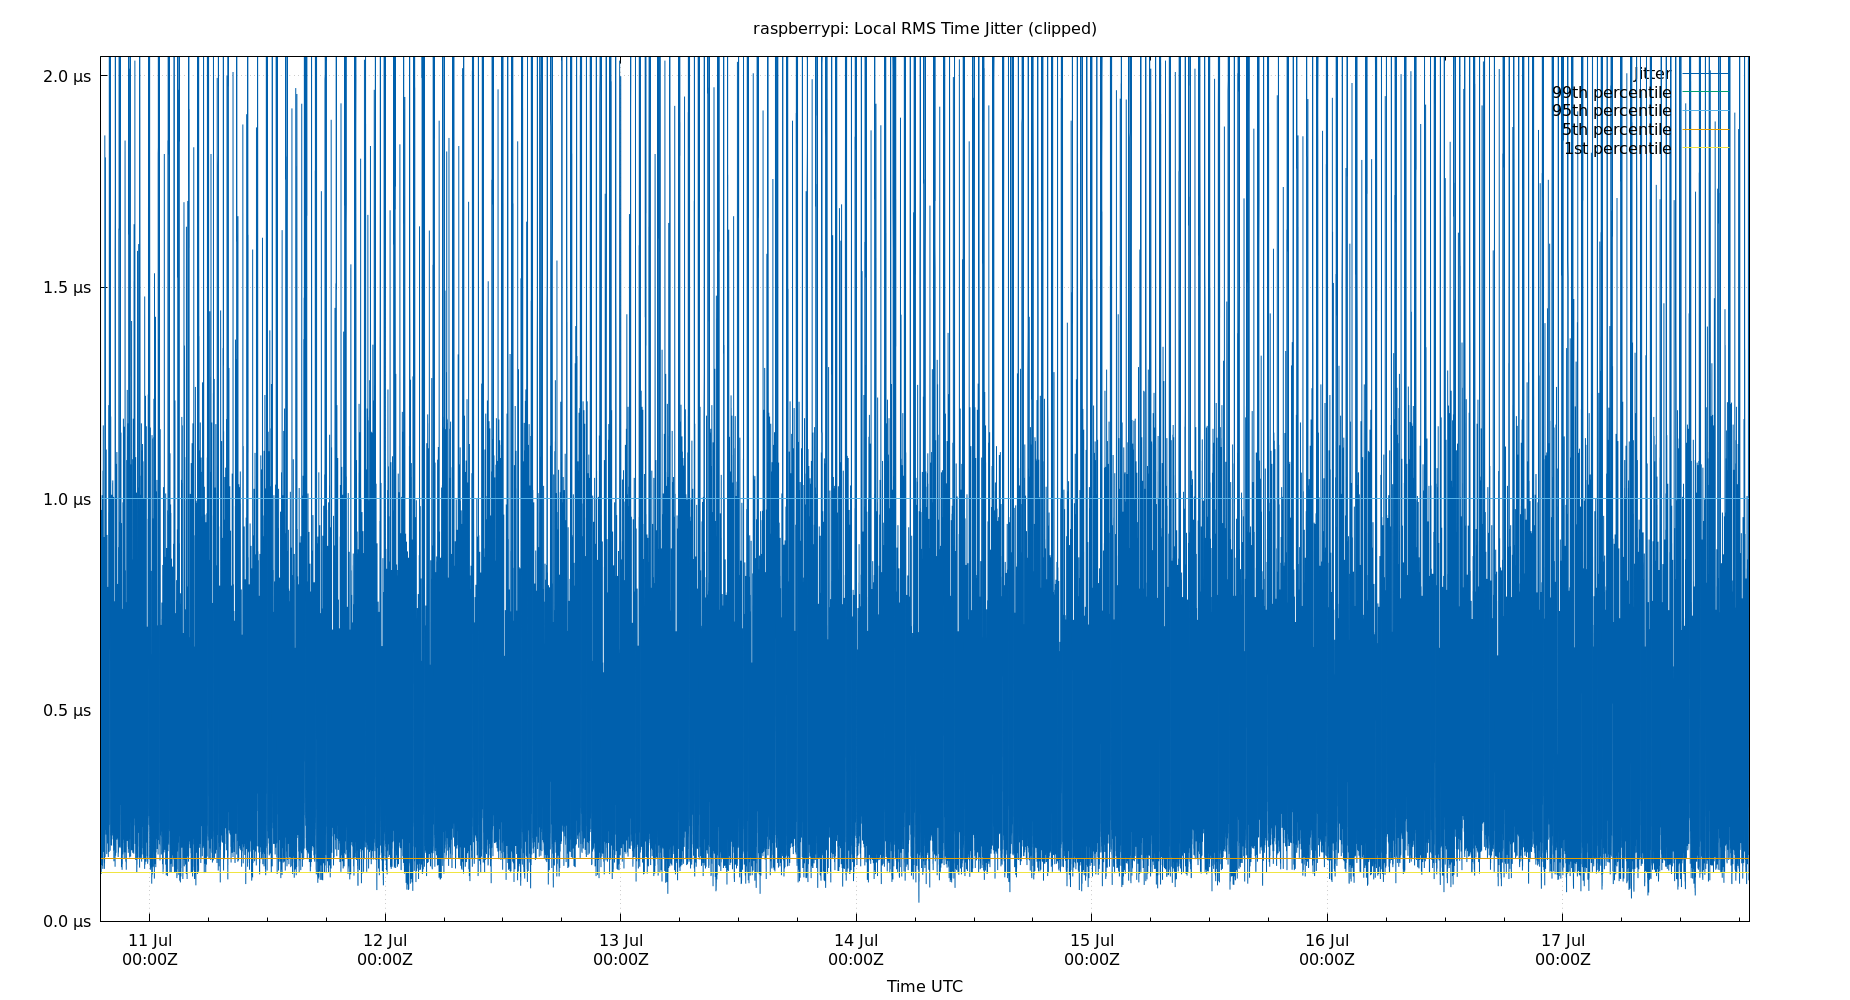 raspberrypi: Local RMS Time Jitter (clipped)
2.0 µs
1.5 µs
1.0 µs
0.5 µs
0.0 µs
Jitter
99th percentile
95th percentile
5th percentile
1st percentile
11 Jul 12 Jul 13 Jul 14 Jul 15 Jul 16 Jul 17 Jul
00:00Z 00:00Z 00:00Z 00:00Z 00:00Z 00:00Z 00:00Z
Time UTC